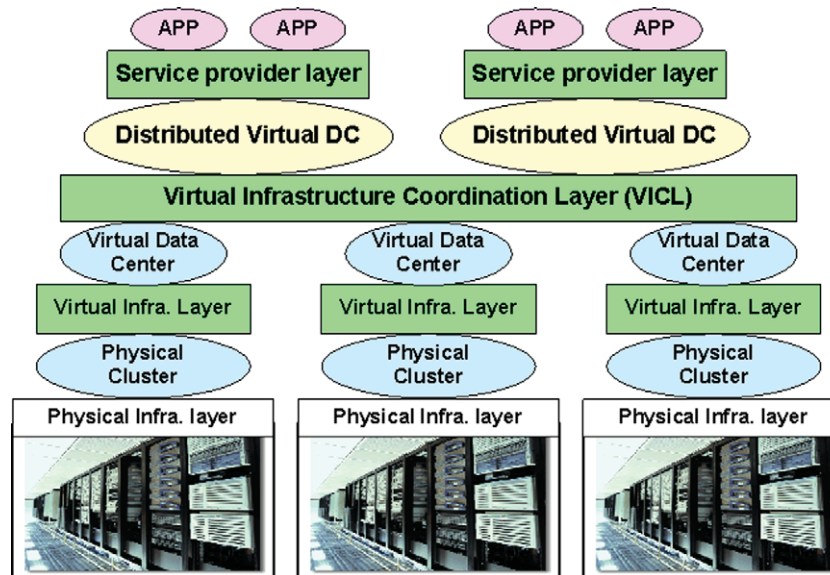 APP APP APP APP
Service provider layer Service provider layer
Distributed Virtual DC Distributed Virtual DC
Virtual Infrastructure Coordination Layer (VICL)
Virtual Data Center Virtual Data Center Virtual Data Center
Virtual Infra. Layer Virtual Infra. Layer Virtual Infra. Layer
Physical Cluster Physical Cluster Physical Cluster
Physical Infra. layer Physical Infra. layer Physical Infra. layer